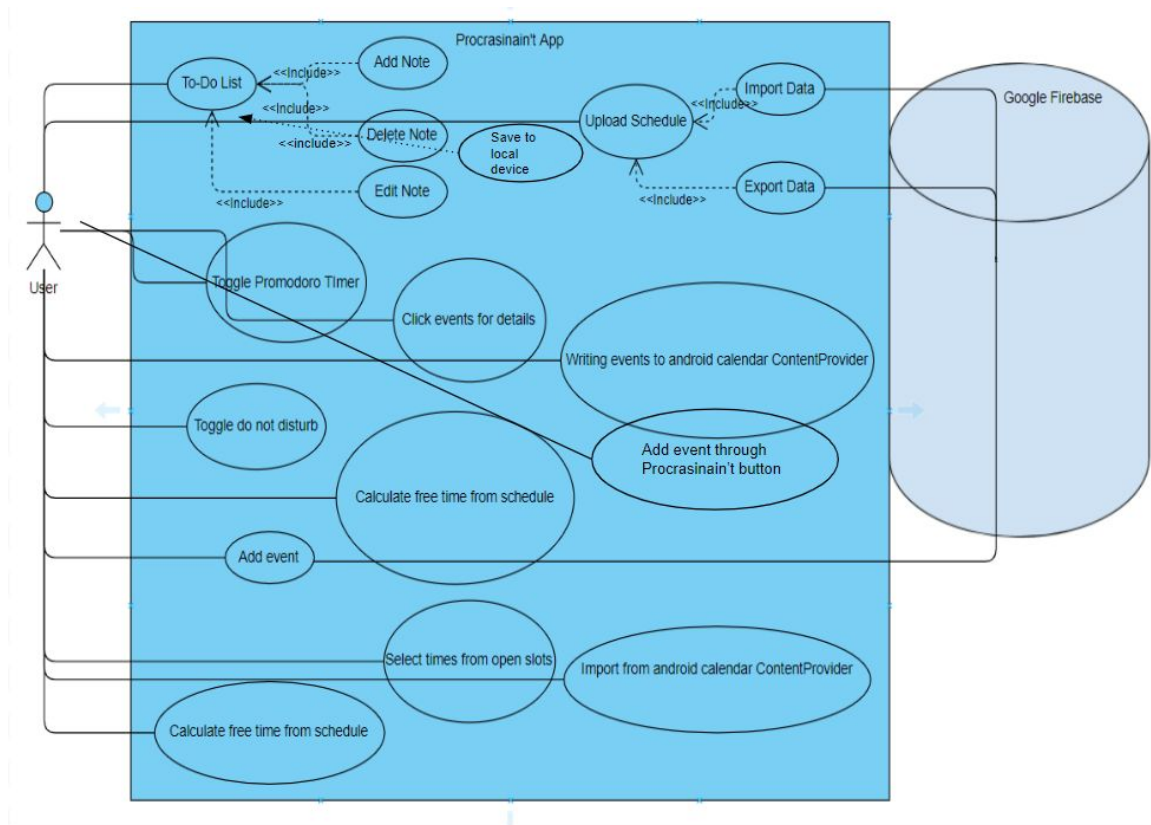 Procrasinain't App
Add Note
<<Include>>
To-Do List
Import Data
<<Include>>
Google Firebase
<<Include>>
Upload Schedule
Delete Note
<<include>>
Save to
local
device
Edit Note
Export Data
<<Include>>
<<Include>>
User
Toggle Promodoro TImer
Click events for details
Writing events to android calendar ContentProvider
Toggle do not disturb
Add event through
Procrasinain't button
Calculate free time from schedule
Add event
Select times from open slots
Import from android calendar ContentProvider
Calculate free time from schedule